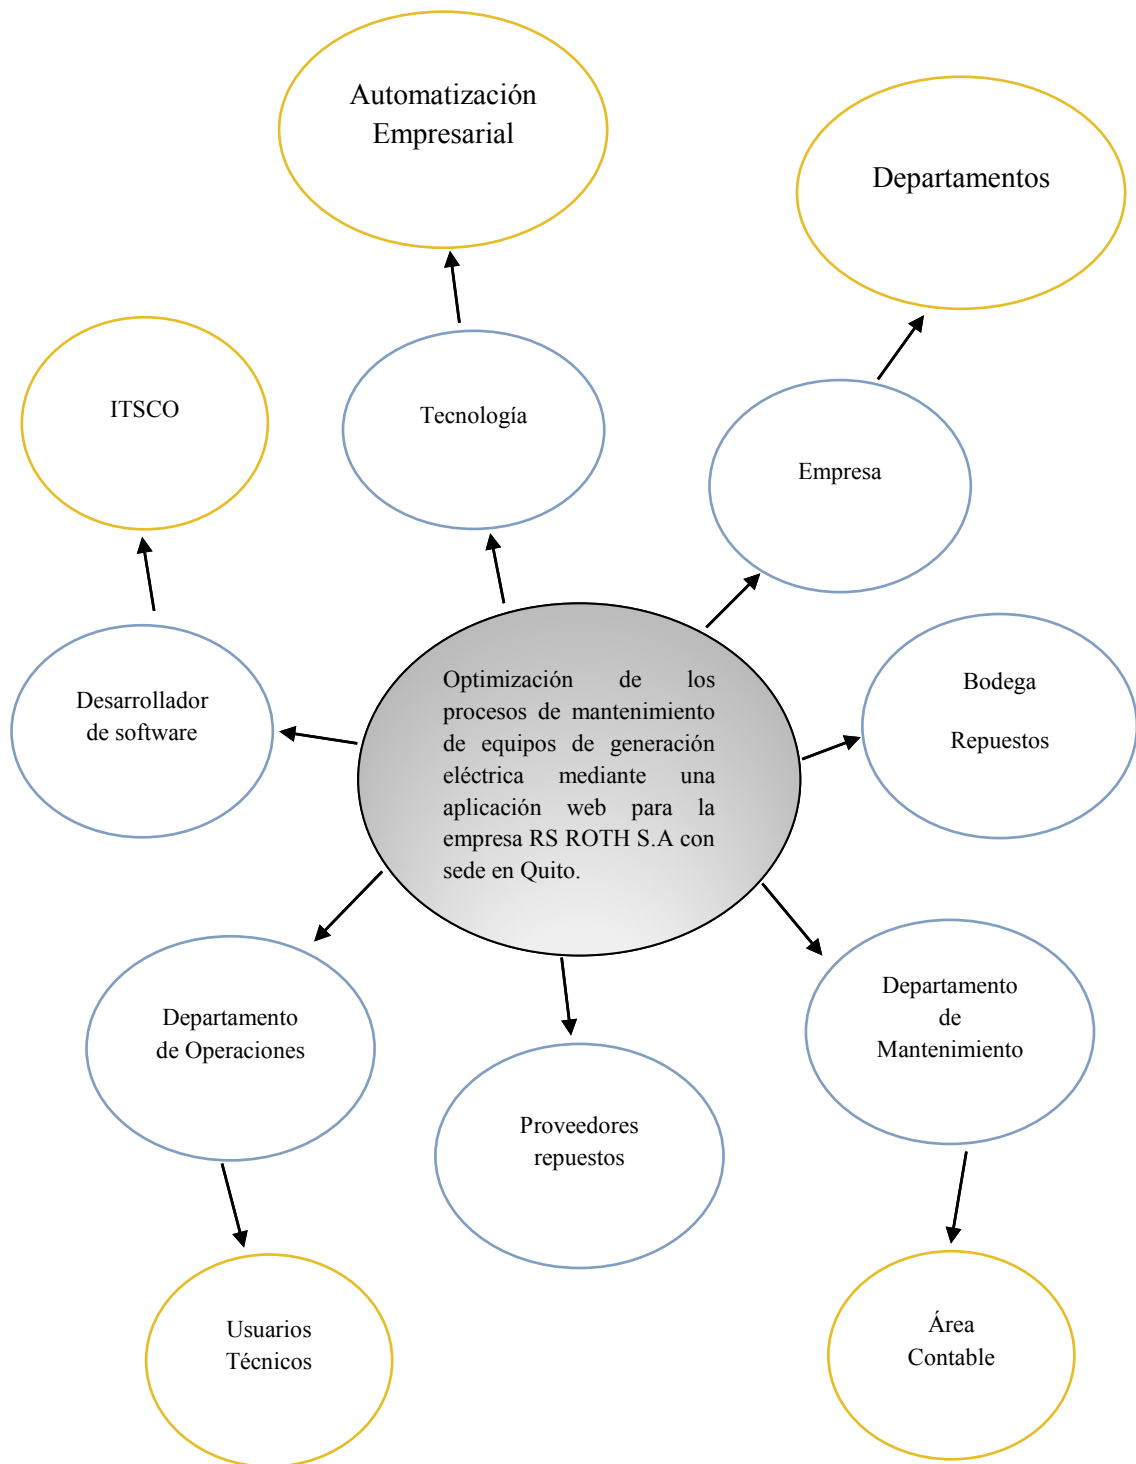 Automatización
Empresarial
Departamentos
ITSCO
Tecnología
Empresa
Desarrollador
de software
Optimización de los
procesos de mantenimiento
de equipos de generación
eléctrica mediante una
aplicación web para la
empresa RS ROTH S.A con
sede en Quito.
Bodega
Repuestos
Departamento
de Operaciones
Departamento
de
Mantenimiento
Proveedores
repuestos
Usuarios
Técnicos
Área
Contable